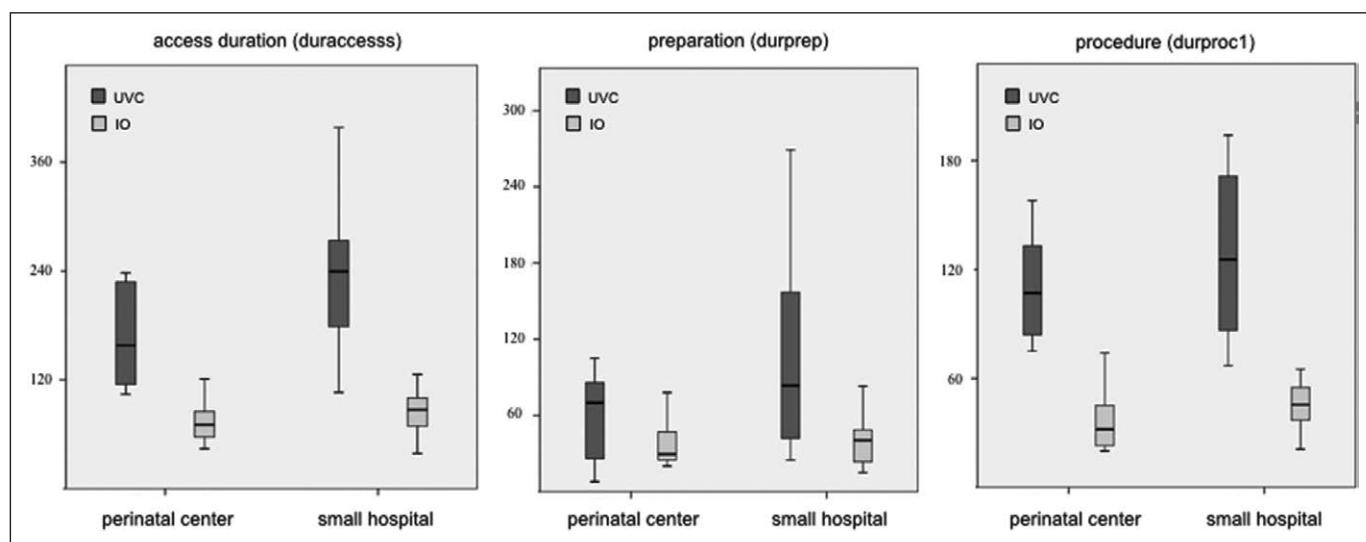 access duration (duraccesss)
UVC
IO
360
240
120
perinatal center
small hospital
preparation (durprep)
UVC
IO
300
240
180
120
60
perinatal center
small hospital
procedure (durproc1)
UVC
IO
180
120
60
perinatal center
small hospital